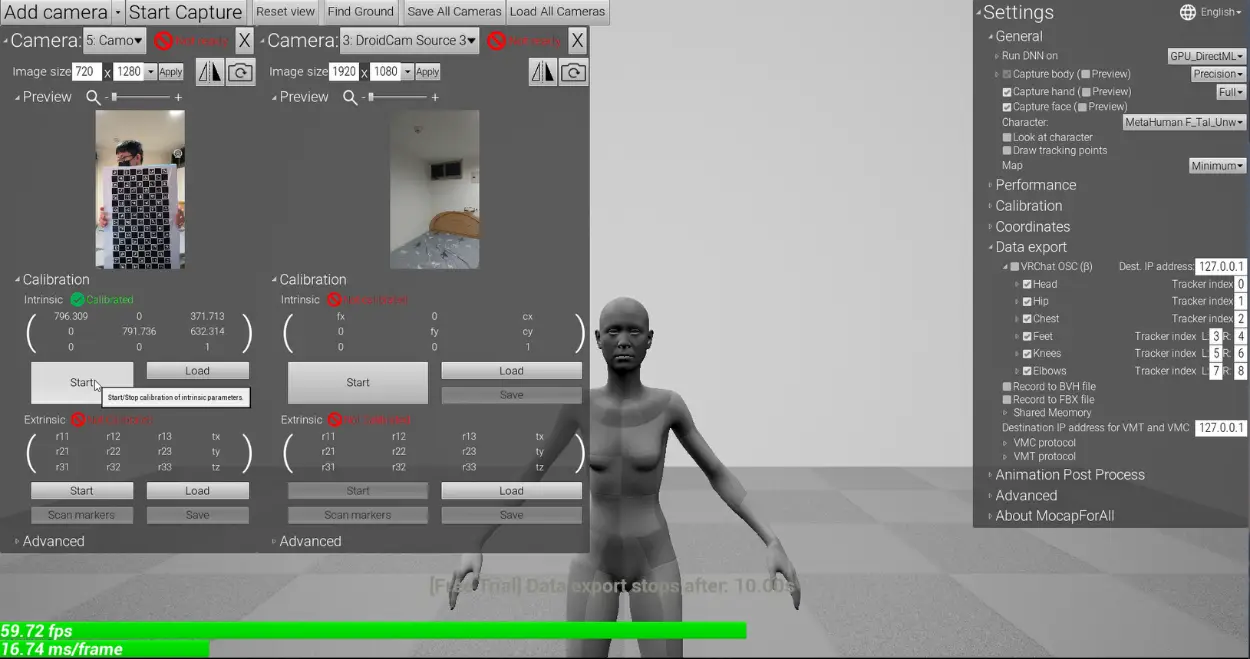 Add camera Start Capture Reset view Find Ground Save All Cameras Load All Cameras
Camera: 5: Camo X
Image size 720 x 1280 Apply
Preview - +
Calibration
Intrinsic Calibrated
796.309 0 371.713
0 791.736 632.314
0 0 1
Start Load
Start/Stop calibration of intrinsic parameters.
Extrinsic
r11 r12 r13 tx
r21 r22 r23 ty
r31 r32 r33 tz
Start Load
Scan markers Save
Advanced
Camera: 3: DroidCam Source 3 X
Image size 1920 x 1080 Apply
Preview - +
Calibration
Intrinsic
fx 0 cx
0 fy cy
0 0 1
Start Load
Save
Extrinsic
r11 r12 r13 tx
r21 r22 r23 ty
r31 r32 r33 tz
Start Load
Scan markers Save
Advanced
Settings English
General
Run DNN on GPU_DirectML
Capture body (Preview) Precision
Capture hand (Preview) Full
Capture face (Preview)
Character: MetaHuman F_Tal_Unw
Look at character
Draw tracking points
Map Minimum
Performance
Calibration
Coordinates
Data export
VRChat OSC (β) Dest. IP address: 127.0.0.1
Head Tracker index 0
Hip Tracker index 1
Chest Tracker index 2
Feet Tracker index L: 3 R: 4
Knees Tracker index L: 5 R: 6
Elbows Tracker index L: 7 R: 8
Record to BVH file
Record to FBX file
Shared Meomory
Destination IP address for VMT and VMC 127.0.0.1
VMC protocol
VMT protocol
Animation Post Process
Advanced
About MocapForAll
[Free Trial] Data export stops after: 10.00s
59.72 fps
16.74 ms/frame